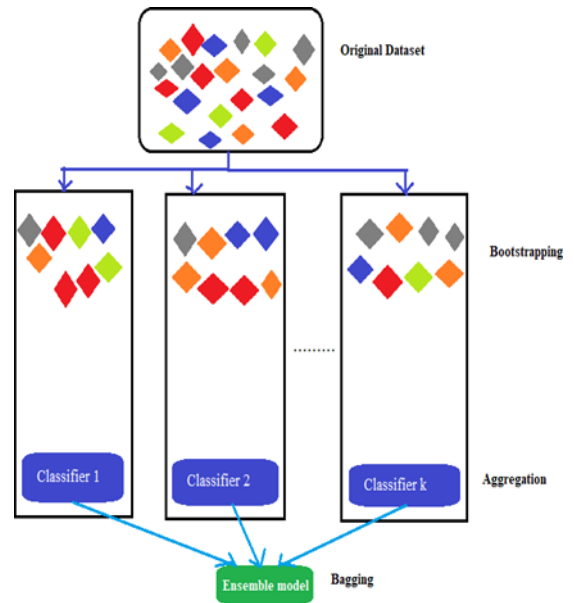 Original Dataset
Bootstrapping
Classifier 1
Classifier 2
Classifier k
Aggregation
Ensemble model
Bagging